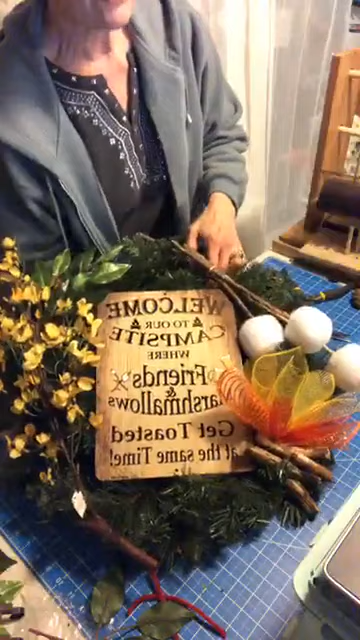 WELCOME
TO OUR
CAMPSITE
WHERE
Friends
&
Marshmallows
Get Toasted
at the same Time!